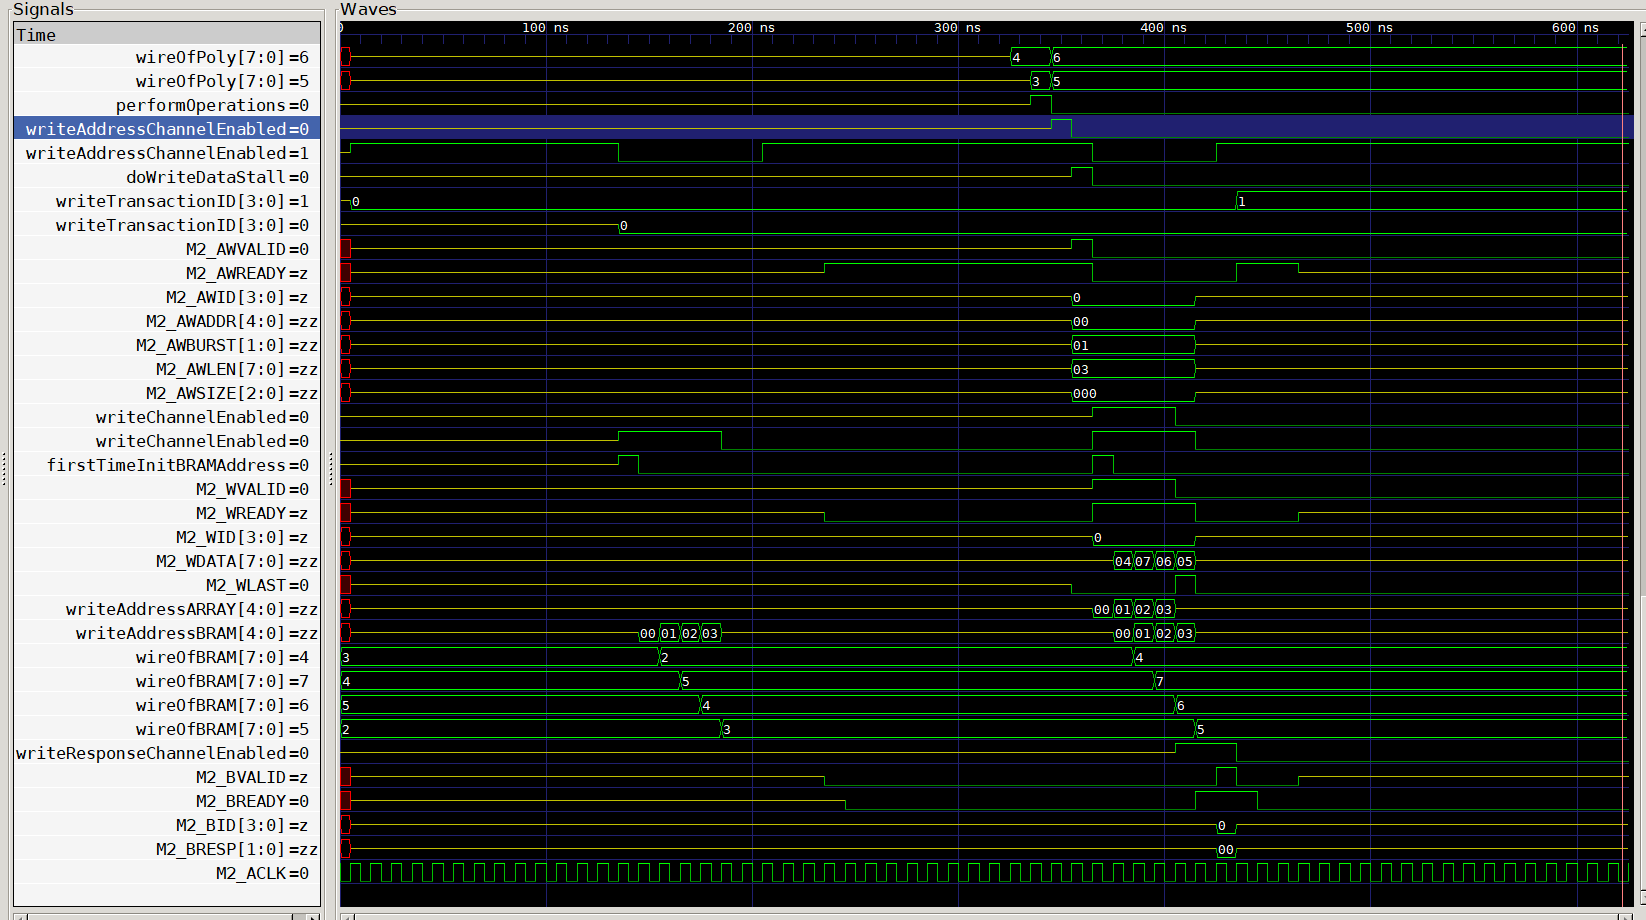 Signals
Waves
Time
0 100 ns 200 ns 300 ns 400 ns 500 ns 600 ns
wireOfPoly[7:0]=6 4 6
wireOfPoly[7:0]=5 3 5
performOperations=0
writeAddressChannelEnabled=0
writeAddressChannelEnabled=1
doWriteDataStall=0
writeTransactionID[3:0]=1 0 1
writeTransactionID[3:0]=0 0
M2_AWVALID=0
M2_AWREADY=z
M2_AWID[3:0]=z 0
M2_AWADDR[4:0]=zz 00
M2_AWBURST[1:0]=zz 01
M2_AWLEN[7:0]=zz 03
M2_AWSIZE[2:0]=zz 000
writeChannelEnabled=0
writeChannelEnabled=0
firstTimeInitBRAMAddress=0
M2_WVALID=0
M2_WREADY=z
M2_WID[3:0]=z 0
M2_WDATA[7:0]=zz 04 07 06 05
M2_WLAST=0
writeAddressARRAY[4:0]=zz 00 01 02 03
writeAddressBRAM[4:0]=zz 00 01 02 03 00 01 02 03
wireOfBRAM[7:0]=4 3 2 4
wireOfBRAM[7:0]=7 4 5 7
wireOfBRAM[7:0]=6 5 4 6
wireOfBRAM[7:0]=5 2 3 5
writeResponseChannelEnabled=0
M2_BVALID=z
M2_BREADY=0
M2_BID[3:0]=z 0
M2_BRESP[1:0]=zz 00
M2_ACLK=0